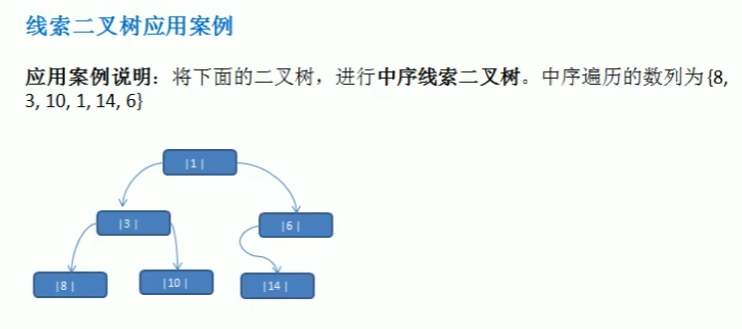 线索二叉树应用案例
应用案例说明：将下面的二叉树，进行中序线索二叉树。中序遍历的数列为 {8,
3, 10, 1, 14, 6}
|1 |
|3 |
|6 |
|8 |
|10 |
|14 |